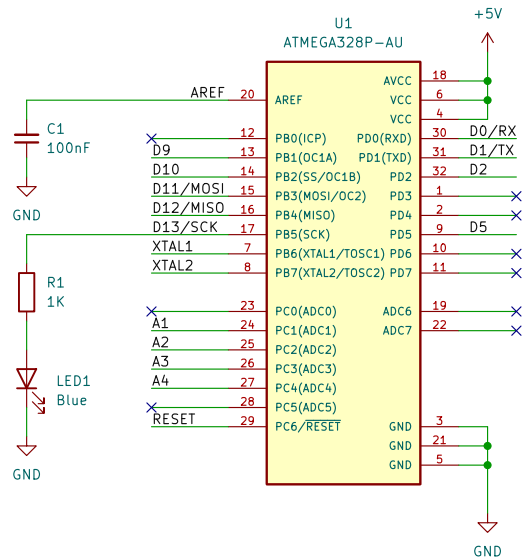 +5V
U1
ATMEGA328P-AU
AREF 20 AREF
AVCC 18
VCC 6
VCC 4
C1
100nF
GND
12 PB0(ICP)
D9 13 PB1(OC1A)
D10 14 PB2(SS/OC1B)
D11/MOSI 15 PB3(MOSI/OC2)
D12/MISO 16 PB4(MISO)
D13/SCK 17 PB5(SCK)
XTAL1 7 PB6(XTAL1/TOSC1)
XTAL2 8 PB7(XTAL2/TOSC2)
PD0(RXD) 30 D0/RX
PD1(TXD) 31 D1/TX
PD2 32 D2
PD3 1
PD4 2
PD5 9 D5
PD6 10
PD7 11
R1
1K
23 PC0(ADC0)
A1 24 PC1(ADC1)
A2 25 PC2(ADC2)
A3 26 PC3(ADC3)
A4 27 PC4(ADC4)
28 PC5(ADC5)
RESET 29 PC6/RESET
ADC6 19
ADC7 22
LED1
Blue
GND
GND 3
GND 21
GND 5
GND